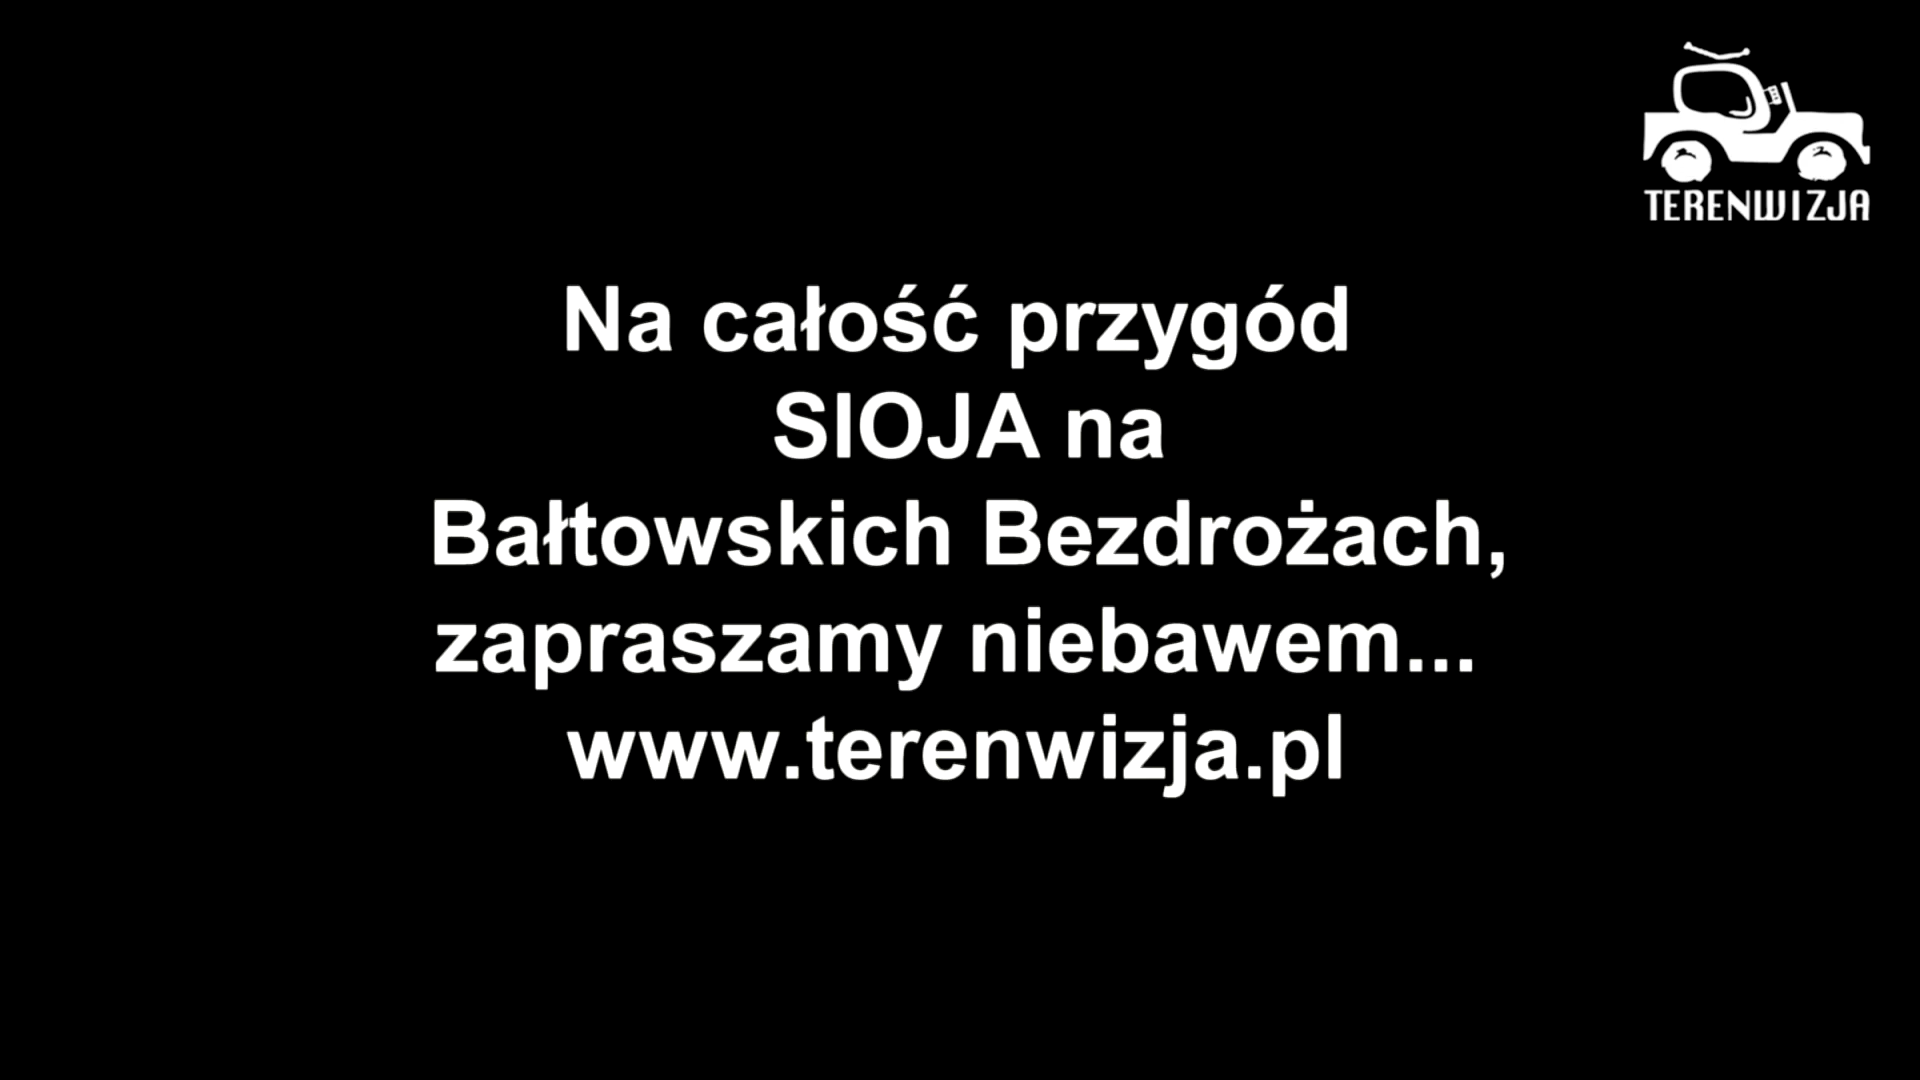 TERENWIZJA
Na całość przygód
SIOJA na
Bałtowskich Bezdrożach,
zapraszamy niebawem...
www.terenwizja.pl